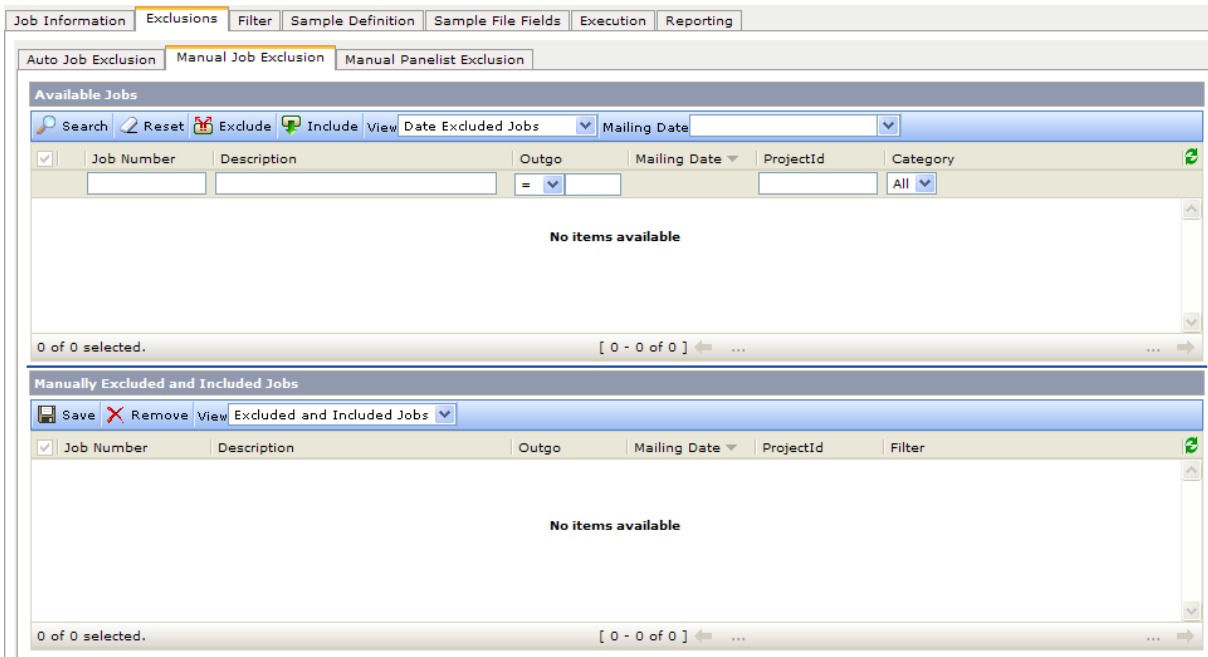 Job Information Exclusions Filter Sample Definition Sample File Fields Execution Reporting
Auto Job Exclusion Manual Job Exclusion Manual Panelist Exclusion
Available Jobs
Search Reset Exclude Include View Date Excluded Jobs Mailing Date
Job Number Description Outgo Mailing Date ProjectId Category
= All
No items available
0 of 0 selected. [ 0 - 0 of 0 ] ... ...
Manually Excluded and Included Jobs
Save Remove View Excluded and Included Jobs
Job Number Description Outgo Mailing Date ProjectId Filter
No items available
0 of 0 selected. [ 0 - 0 of 0 ] ... ...